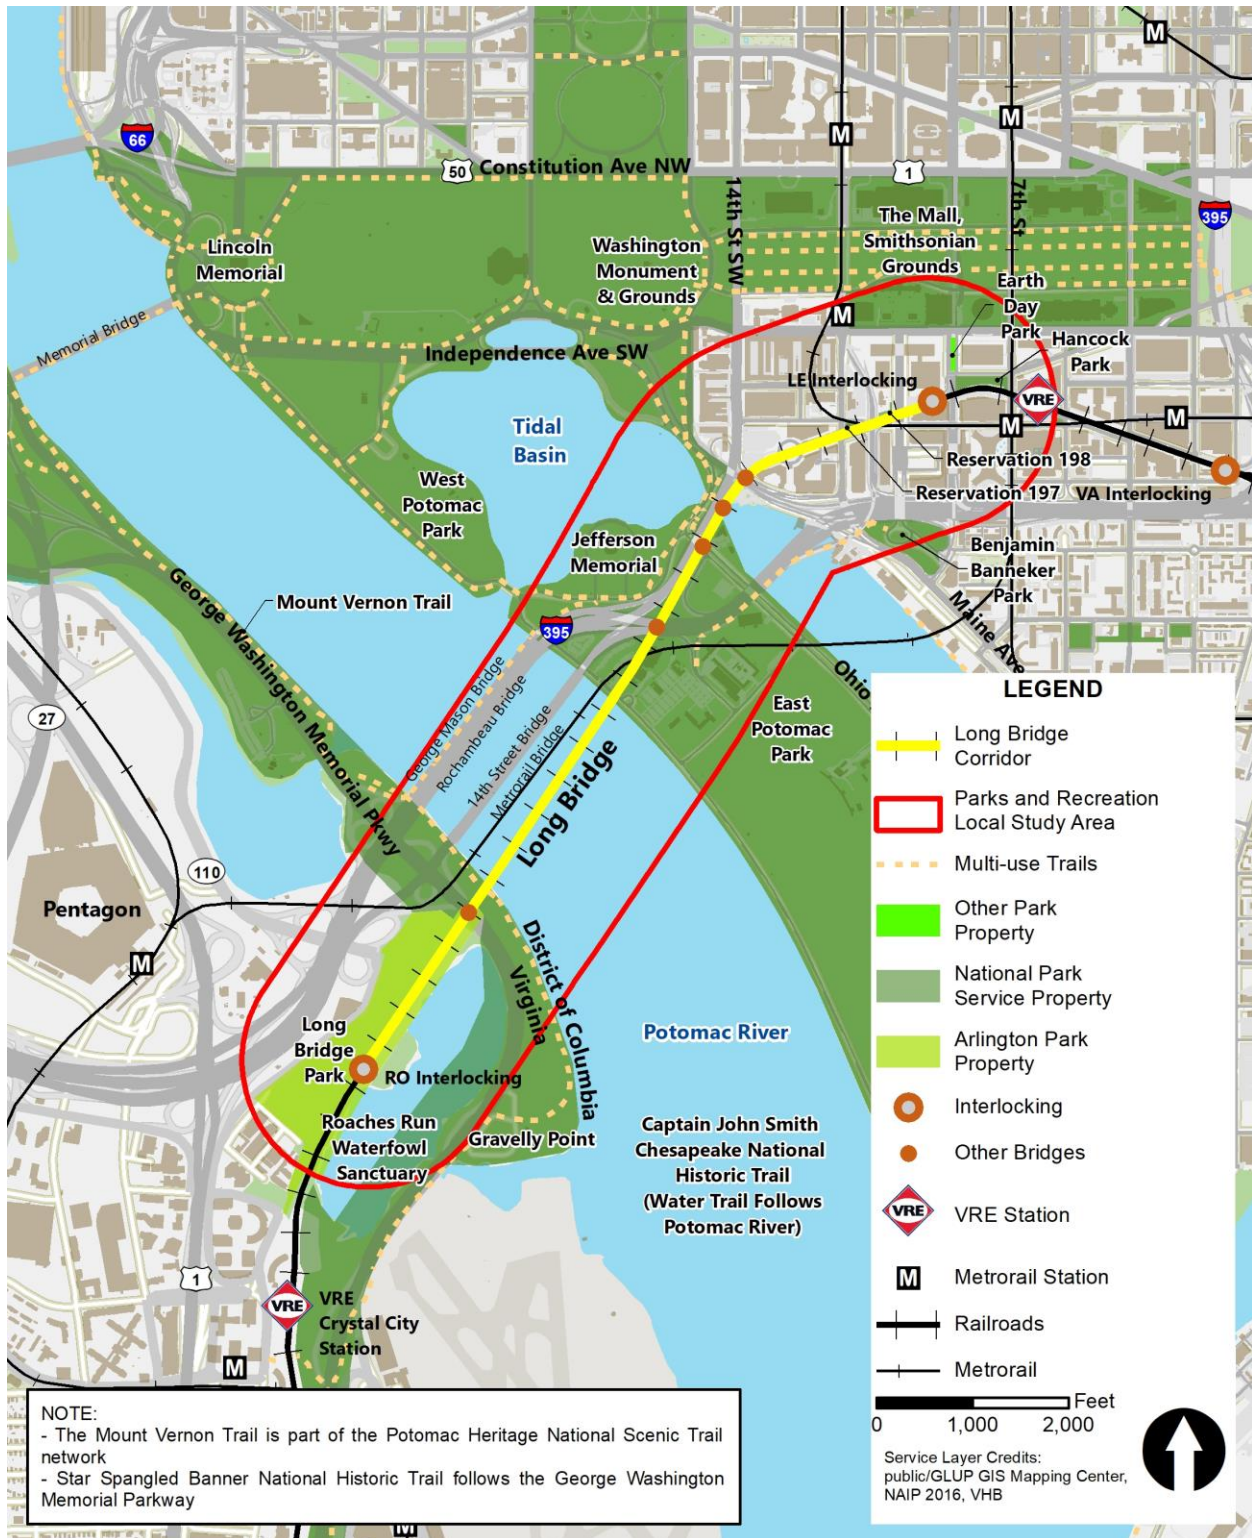 66
50
Constitution Ave NW
1
14th St SW
7th St
395
The Mall,
Smithsonian
Grounds
Lincoln
Memorial
Washington
Monument
& Grounds
Earth
Day
Park
Hancock
Park
Memorial Bridge
Independence Ave SW
LE Interlocking
VRE
Tidal
Basin
Reservation 198
Reservation 197
VA Interlocking
West
Potomac
Park
Jefferson
Memorial
Benjamin
Banneker
Park
Maine Ave
George Washington Memorial Pkwy
Mount Vernon Trail
395
Ohio
East
Potomac
Park
27
George Mason Bridge
Rochambeau Bridge
14th Street Bridge
Metrorail Bridge
Long Bridge
110
Pentagon
M
M
M
M
M
M
M
District of Columbia
Virginia
Potomac River
Long
Bridge
Park
RO Interlocking
Roaches Run
Waterfowl
Sanctuary
Gravelly Point
Captain John Smith
Chesapeake National
Historic Trail
(Water Trail Follows
Potomac River)
1
VRE
VRE
Crystal City
Station
M
M
LEGEND
Long Bridge
Corridor
Parks and Recreation
Local Study Area
Multi-use Trails
Other Park
Property
National Park
Service Property
Arlington Park
Property
Interlocking
Other Bridges
VRE
VRE Station
M
Metrorail Station
Railroads
Metrorail
Feet
0 1,000 2,000
Service Layer Credits:
public/GLUP GIS Mapping Center,
NAIP 2016, VHB
NOTE:
- The Mount Vernon Trail is part of the Potomac Heritage National Scenic Trail
network
- Star Spangled Banner National Historic Trail follows the George Washington
Memorial Parkway